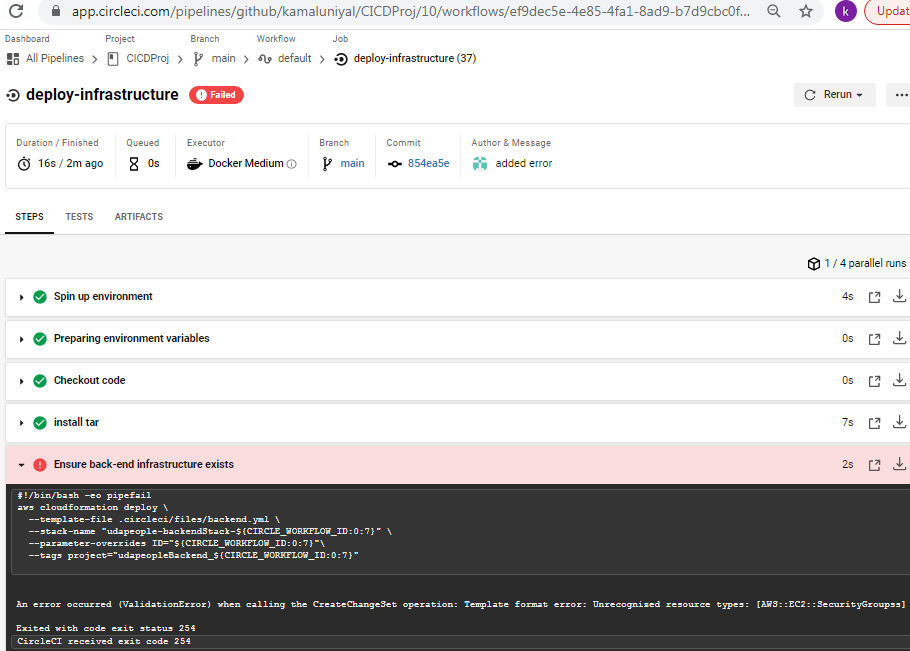 app.circleci.com/pipelines/github/kamaluniyal/CICDProj/10/workflows/ef9dec5e-4e85-4fa1-8ad9-b7d9cbc0f...
k
Updat
Dashboard Project Branch Workflow Job
All Pipelines CICDProj main default deploy-infrastructure (37)
deploy-infrastructure Failed Rerun
Duration / Finished Queued Executor Branch Commit Author & Message
16s / 2m ago 0s Docker Medium main 854ea5e added error
STEPS TESTS ARTIFACTS
1 / 4 parallel runs
Spin up environment 4s
Preparing environment variables 0s
Checkout code 0s
install tar 7s
Ensure back-end infrastructure exists 2s
#!/bin/bash -eo pipefail
aws cloudformation deploy \
--template-file .circleci/files/backend.yml \
--stack-name "udapeople-backendStack-${CIRCLE_WORKFLOW_ID:0:7}" \
--parameter-overrides ID="${CIRCLE_WORKFLOW_ID:0:7}"\
--tags project="udapeopleBackend_${CIRCLE_WORKFLOW_ID:0:7}"
An error occurred (ValidationError) when calling the CreateChangeSet operation: Template format error: Unrecognized resource types: [AWS::EC2::SecurityGroupss]
Exited with code exit status 254
CircleCI received exit code 254